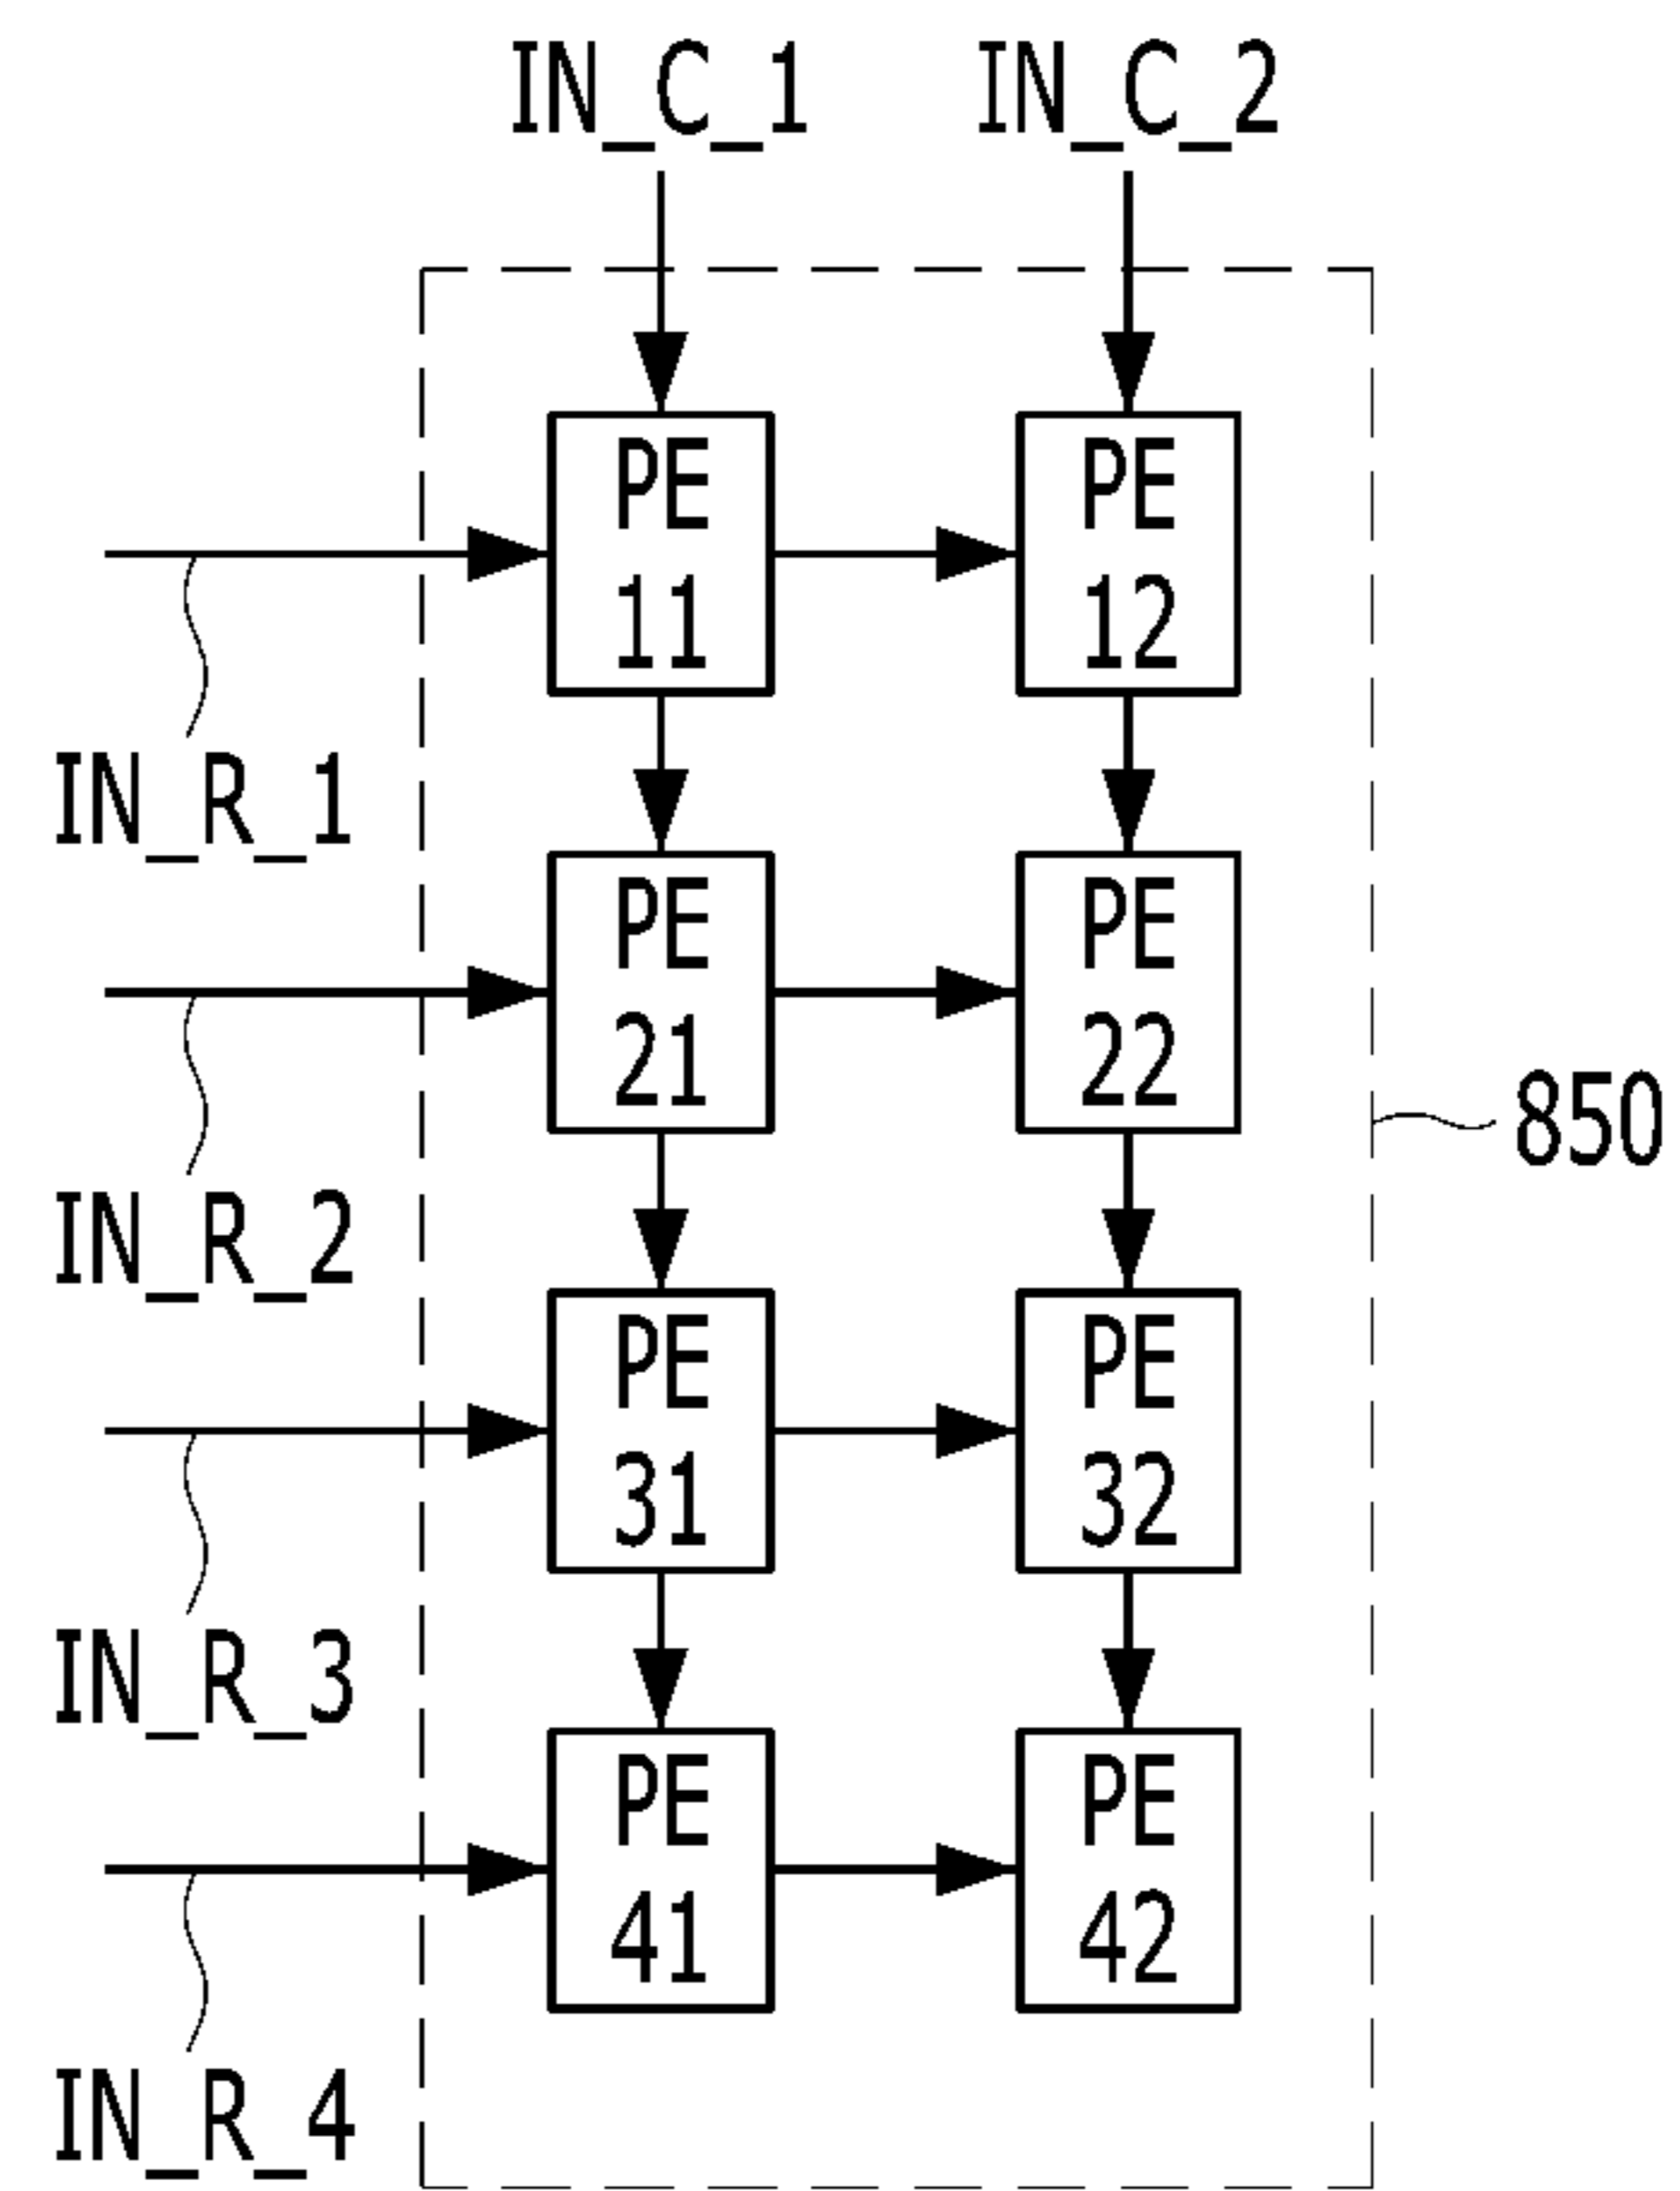 IN_C_1 IN_C_2
PE PE
11 12
IN_R_1
PE PE
21 22
850
IN_R_2
PE PE
31 32
IN_R_3
PE PE
41 42
IN_R_4